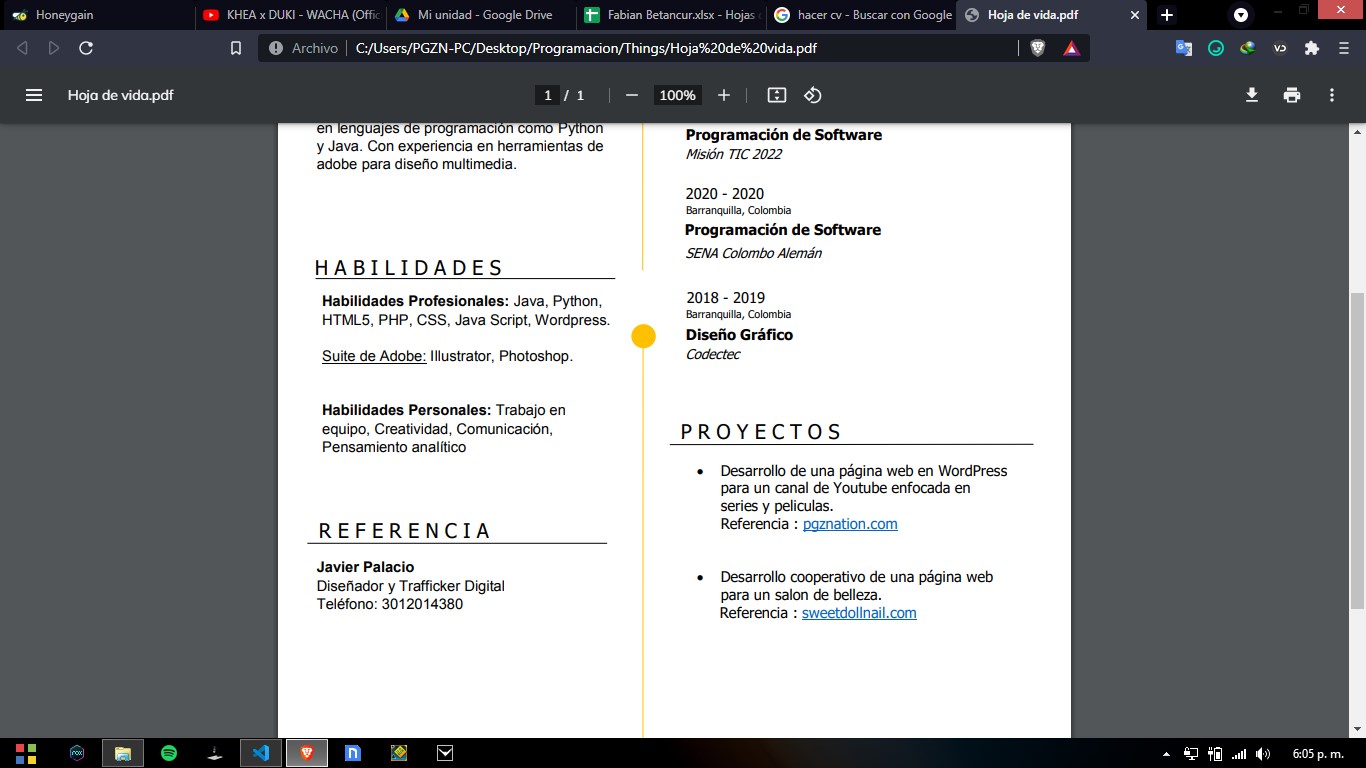 Honeygain
KHEA x DUKI - WACHA (Offic
Mi unidad - Google Drive
Fabian Betancur.xlsx - Hojas
hacer cv - Buscar con Google
Hoja de vida.pdf
Archivo
C:/Users/PGZN-PC/Desktop/Programacion/Things/Hoja%20de%20vida.pdf
Hoja de vida.pdf
1 / 1
100%
en lenguajes de programación como Python
y Java. Con experiencia en herramientas de
adobe para diseño multimedia.
HABILIDADES
Habilidades Profesionales: Java, Python,
HTML5, PHP, CSS, Java Script, Wordpress.
Suite de Adobe: Illustrator, Photoshop.
Habilidades Personales: Trabajo en
equipo, Creatividad, Comunicación,
Pensamiento analítico
REFERENCIA
Javier Palacio
Diseñador y Trafficker Digital
Teléfono: 3012014380
Programación de Software
Misión TIC 2022
2020 - 2020
Barranquilla, Colombia
Programación de Software
SENA Colombo Alemán
2018 - 2019
Barranquilla, Colombia
Diseño Gráfico
Codectec
PROYECTOS
• Desarrollo de una página web en WordPress
para un canal de Youtube enfocada en
series y peliculas.
Referencia : pgznation.com
• Desarrollo cooperativo de una página web
para un salon de belleza.
Referencia : sweetdollnail.com
6:05 p. m.